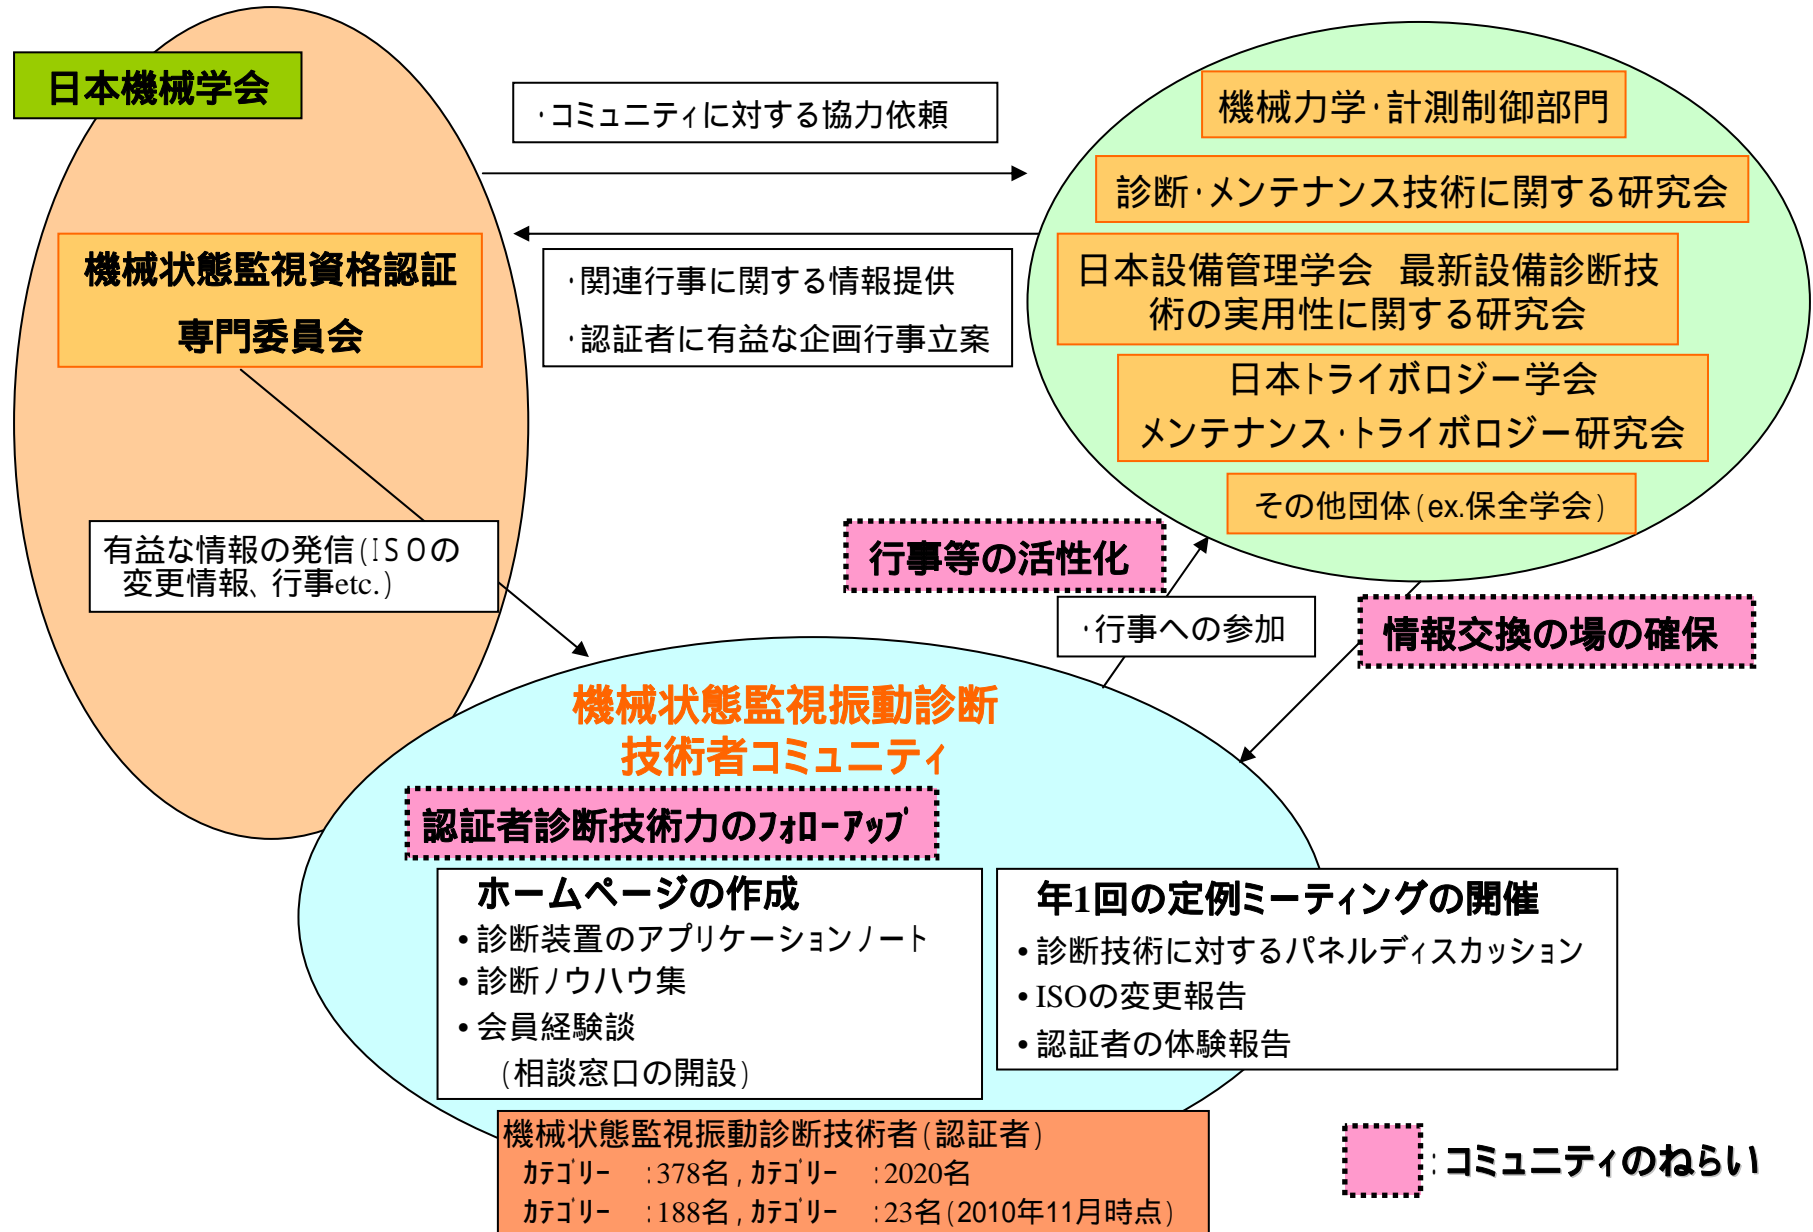 日本機械学会
・コミュニティに対する協力依頼
機械力学・計測制御部門
診断・メンテナンス技術に関する研究会
機械状態監視資格認証
専門委員会
・関連行事に関する情報提供
・認証者に有益な企画行事立案
日本設備管理学会 最新設備診断技
術の実用性に関する研究会
日本トライボロジー学会
メンテナンス・トライボロジー研究会
その他団体(ex.保全学会)
有益な情報の発信(ISOの
変更情報、行事etc.)
行事等の活性化
・行事への参加
情報交換の場の確保
機械状態監視振動診断
技術者コミュニティ
認証者診断技術力のフォローアップ
ホームページの作成
• 診断装置のアプリケーションノート
• 診断ノウハウ集
• 会員経験談
(相談窓口の開設)
年1回の定例ミーティングの開催
• 診断技術に対するパネルディスカッション
• ISOの変更報告
• 認証者の体験報告
機械状態監視振動診断技術者(認証者)
カテゴリー :378名, カテゴリー :2020名
カテゴリー :188名, カテゴリー :23名(2010年11月時点)
:コミュニティのねらい